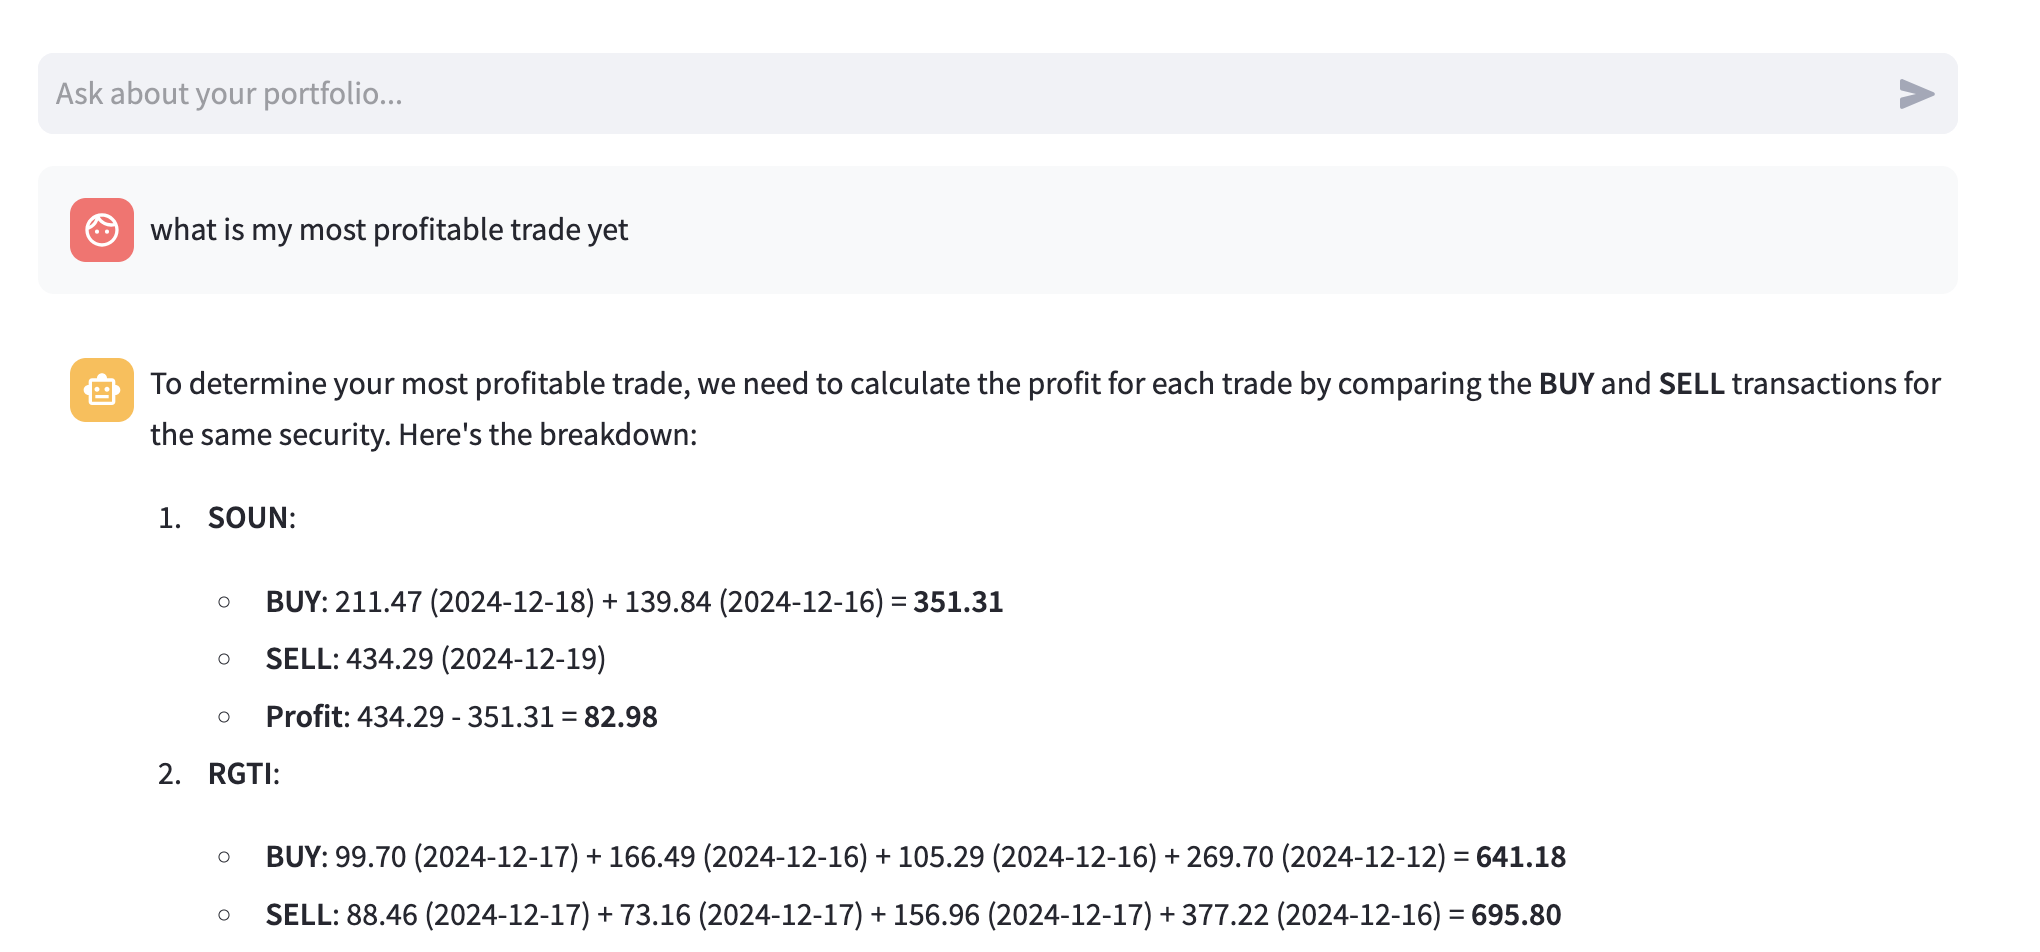 Ask about your portfolio...
what is my most profitable trade yet
To determine your most profitable trade, we need to calculate the profit for each trade by comparing the BUY and SELL transactions for
the same security. Here's the breakdown:
1. SOUN:
○ BUY: 211.47 (2024-12-18) + 139.84 (2024-12-16) = 351.31
○ SELL: 434.29 (2024-12-19)
○ Profit: 434.29 - 351.31 = 82.98
2. RGTI:
○ BUY: 99.70 (2024-12-17) + 166.49 (2024-12-16) + 105.29 (2024-12-16) + 269.70 (2024-12-12) = 641.18
○ SELL: 88.46 (2024-12-17) + 73.16 (2024-12-17) + 156.96 (2024-12-17) + 377.22 (2024-12-16) = 695.80